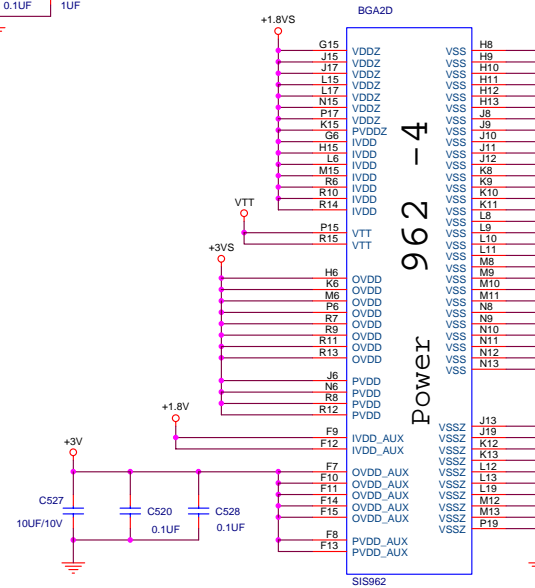 0.1UF 1UF
BGA2D
+1.8VS
G15 VDDZ VSS H8
J15 VDDZ VSS H9
J17 VDDZ VSS H10
L15 VDDZ VSS H11
L17 VDDZ VSS H12
N15 VDDZ VSS H13
P17 VDDZ VSS J8
K15 PVDDZ VSS J9
G6 IVDD VSS J10
H15 IVDD VSS J11
L6 IVDD VSS J12
M15 IVDD VSS K8
R6 IVDD VSS K9
R10 IVDD VSS K10
R14 IVDD VSS K11
VSS L8
VTT
P15 VTT VSS L9
R15 VTT VSS L10
VSS L11
+3VS
VSS M8
H6 OVDD VSS M9
K6 OVDD VSS M10
M6 OVDD VSS M11
P6 OVDD VSS N8
R7 OVDD VSS N9
R9 OVDD VSS N10
R11 OVDD VSS N11
R13 OVDD VSS N12
VSS N13
J6 PVDD
N6 PVDD
R8 PVDD
R12 PVDD
962 -4
Power
+1.8V
F9 IVDD_AUX
F12 IVDD_AUX
VSSZ J13
VSSZ J19
VSSZ K12
VSSZ K13
VSSZ L12
VSSZ L13
VSSZ L19
VSSZ M12
VSSZ M13
VSSZ P19
+3V
F7 OVDD_AUX
F10 OVDD_AUX
F11 OVDD_AUX
F14 OVDD_AUX
F15 OVDD_AUX
F8 PVDD_AUX
F13 PVDD_AUX
C527
10UF/10V
C520
0.1UF
C528
0.1UF
SIS962